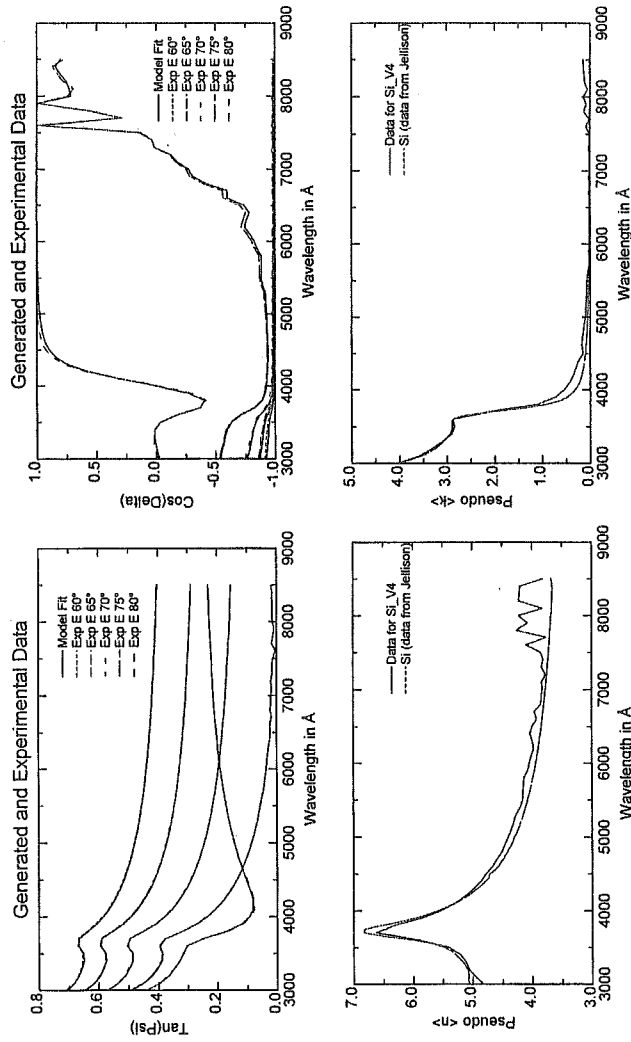 Generated and Experimental Data
Tan(Psi)
0.8
0.6
0.4
0.2
0.0
Model Fit
Exp E 60°
Exp E 65°
Exp E 70°
Exp E 75°
Exp E 80°
3000 4000 5000 6000 7000 8000 9000
Wavelength in Å
Generated and Experimental Data
Cos(Delta)
1.0
0.5
0.0
-0.5
-1.0
Model Fit
Exp E 60°
Exp E 65°
Exp E 70°
Exp E 75°
Exp E 80°
3000 4000 5000 6000 7000 8000 9000
Wavelength in Å
Pseudo <n>
7.0
6.0
5.0
4.0
3.0
Data for Si_V4
Si (data from Jellison)
3000 4000 5000 6000 7000 8000 9000
Wavelength in Å
Pseudo <k>
5.0
4.0
3.0
2.0
1.0
0.0
Data for Si_V4
Si (data from Jellison)
3000 4000 5000 6000 7000 8000 9000
Wavelength in Å